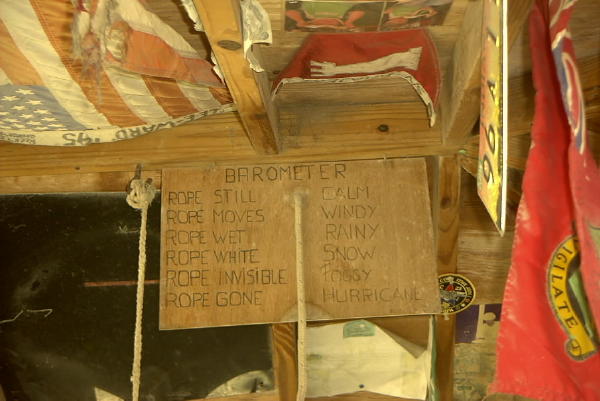 BAROMETER
ROPE STILL CALM
ROPE MOVES WINDY
ROPE WET RAINY
ROPE WHITE SNOW
ROPE INVISIBLE FOGGY
ROPE GONE HURRICANE
VIGILATE